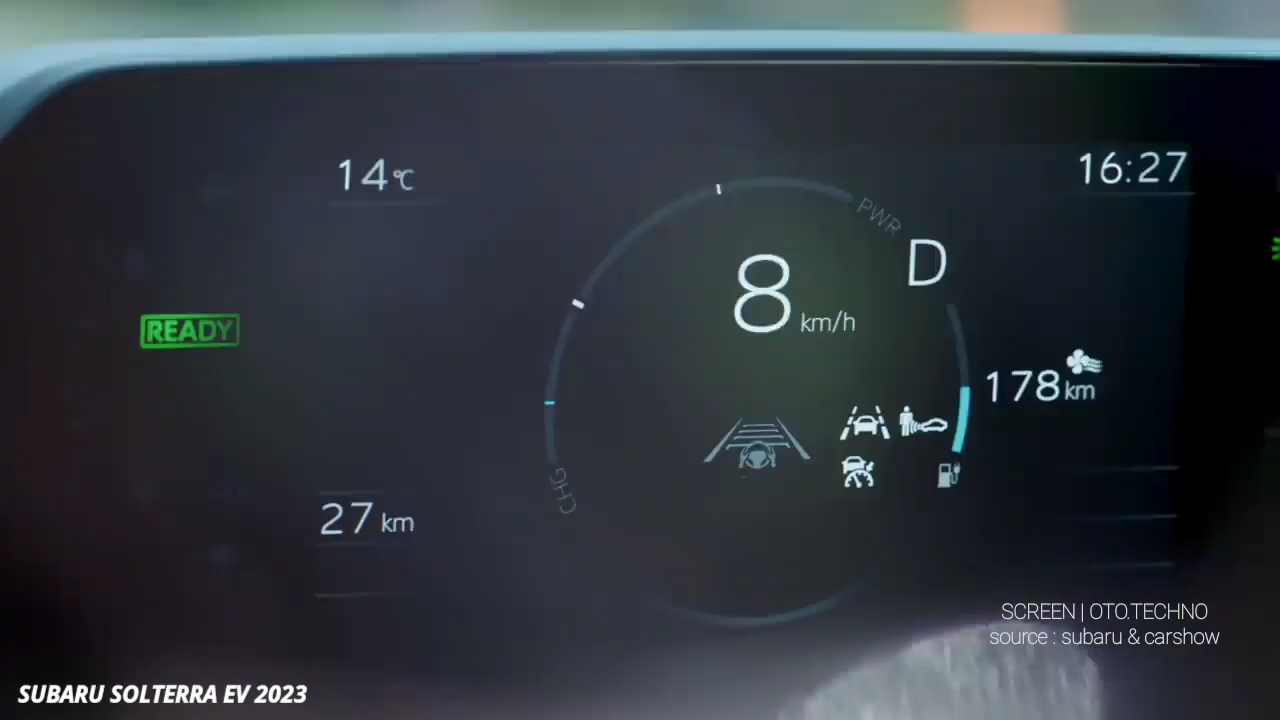 14°C
16:27
PWR
D
8 km/h
READY
178 km
CHG
27 km
SCREEN | OTO.TECHNO
source : subaru & carshow
SUBARU SOLTERRA EV 2023